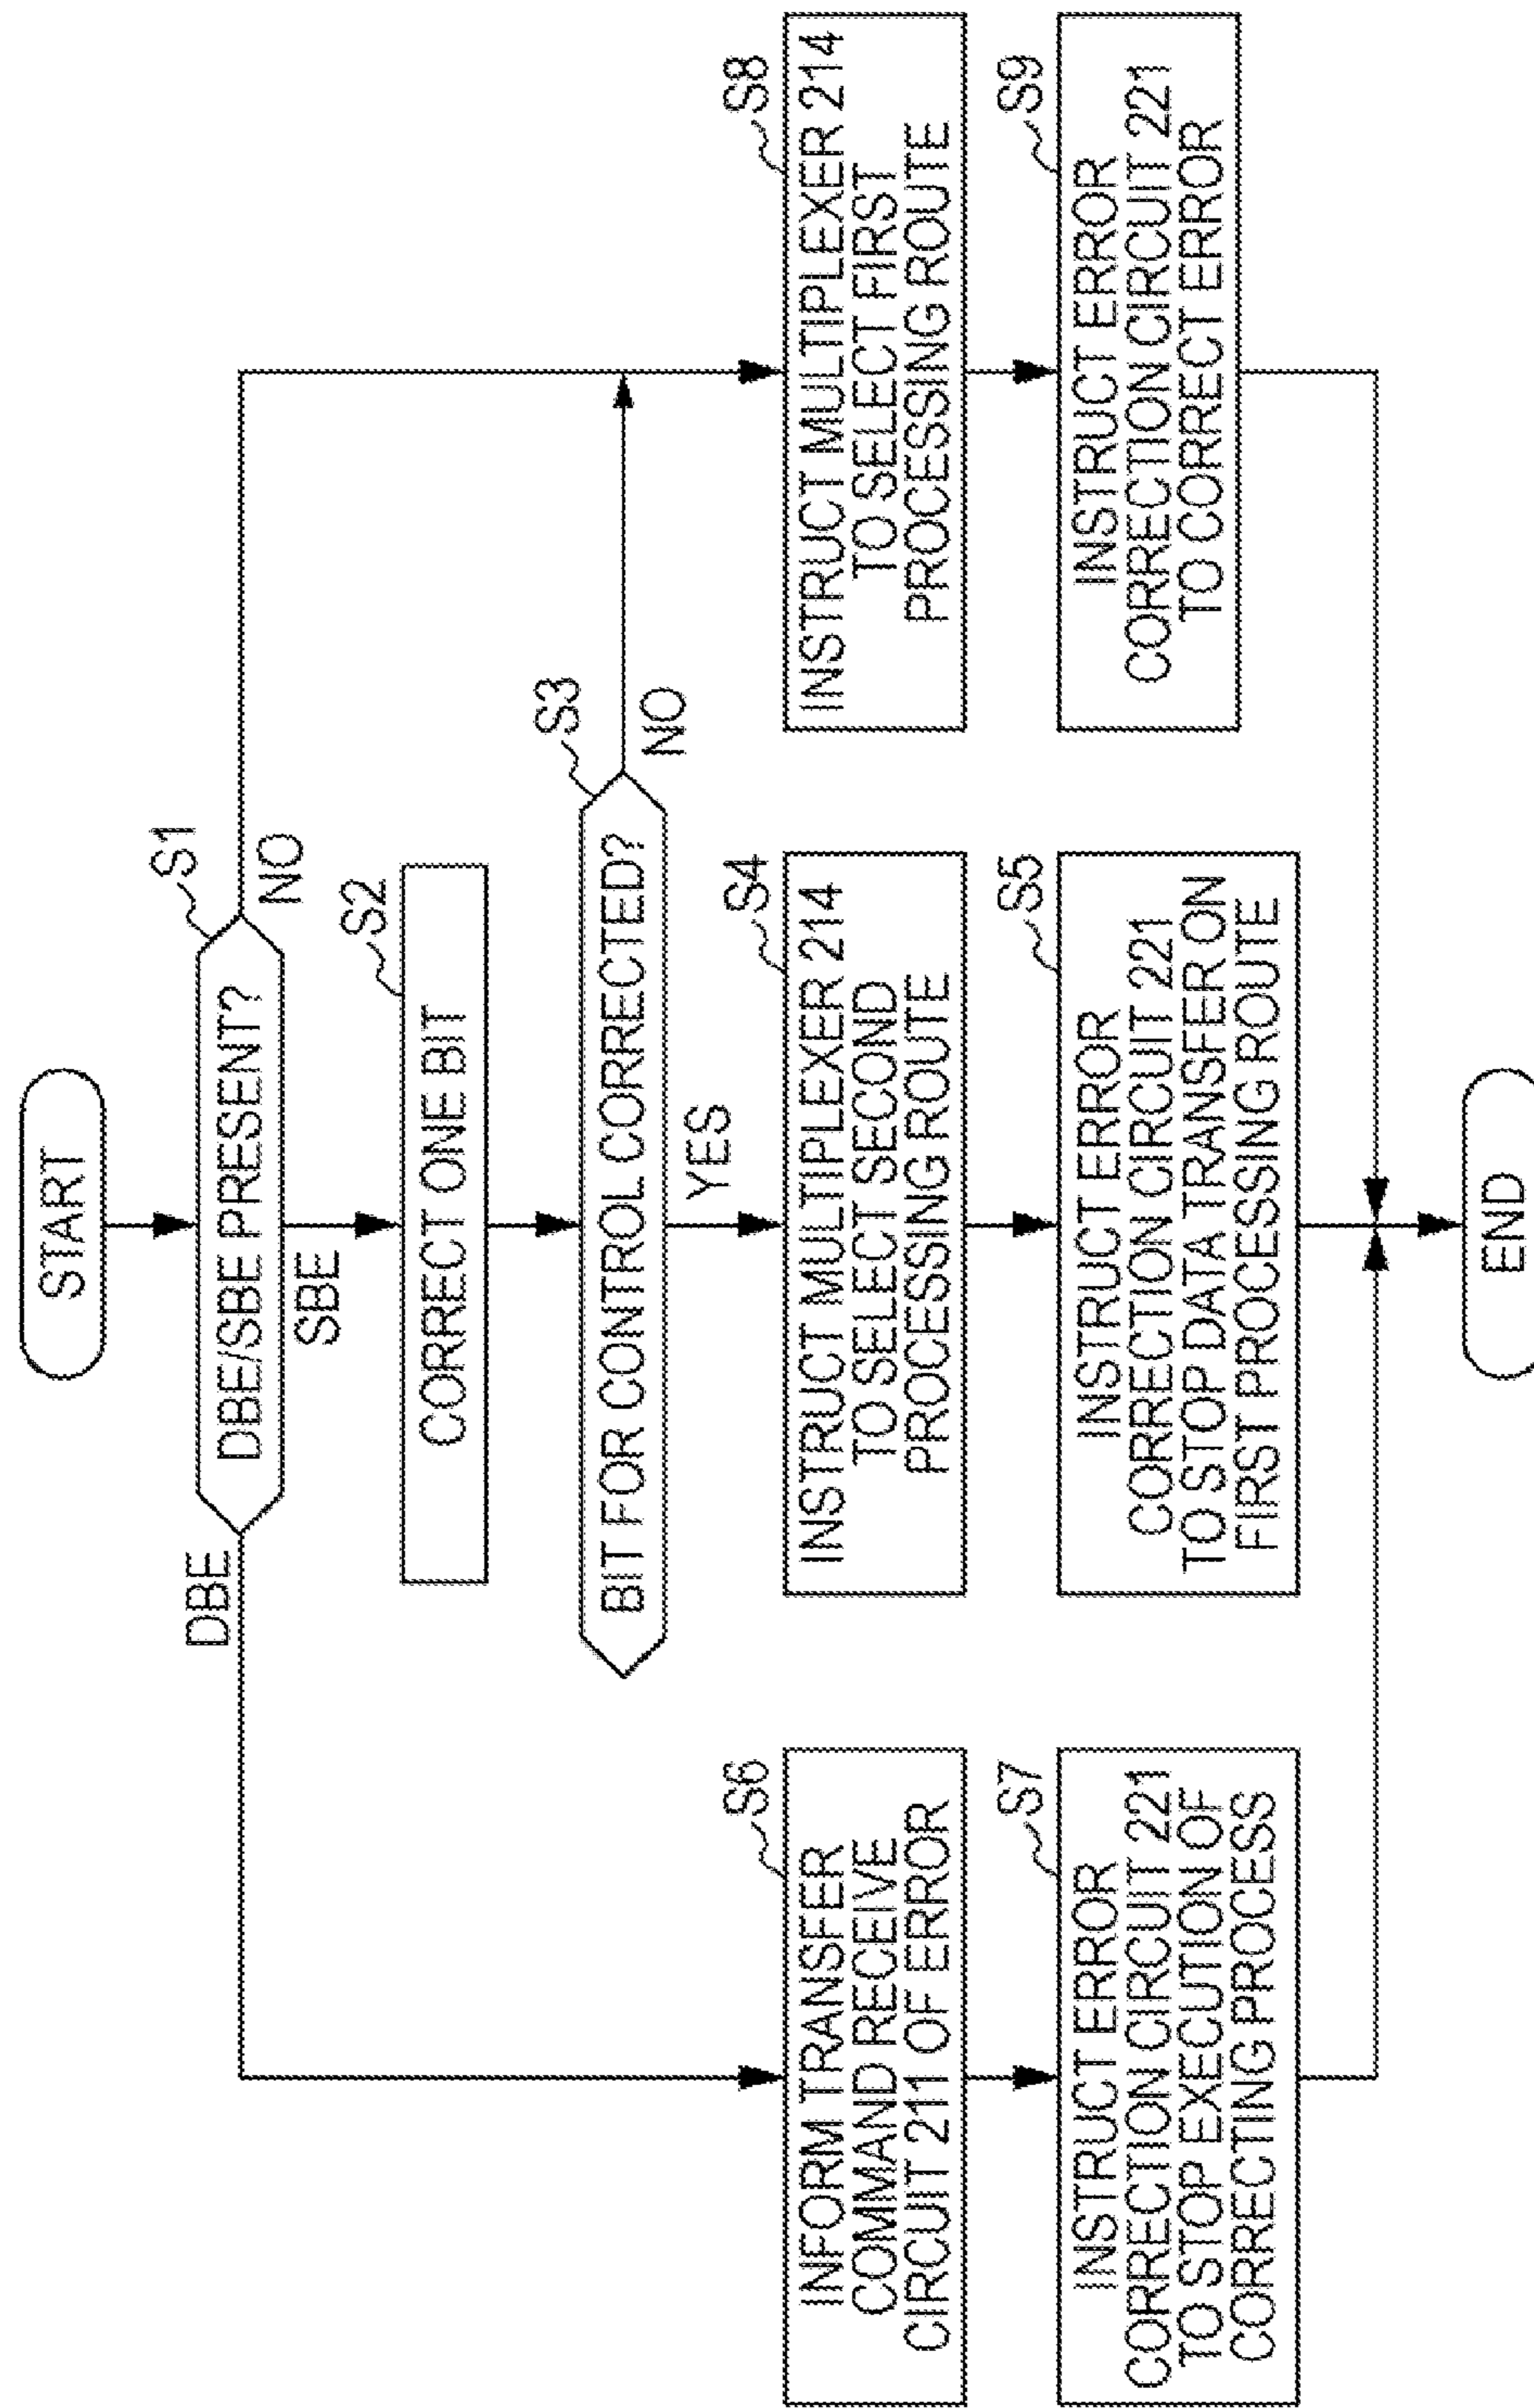 START
DBE/SBE PRESENT?
S1
DBE
SBE
NO
CORRECT ONE BIT
S2
BIT FOR CONTROL CORRECTED?
S3
YES
NO
INFORM TRANSFER
COMMAND RECEIVE
CIRCUIT 211 OF ERROR
S6
INSTRUCT MULTIPLEXER 214
TO SELECT SECOND
PROCESSING ROUTE
S4
INSTRUCT MULTIPLEXER 214
TO SELECT FIRST
PROCESSING ROUTE
S8
INSTRUCT ERROR
CORRECTION CIRCUIT 221
TO STOP EXECUTION OF
CORRECTING PROCESS
S7
INSTRUCT ERROR
CORRECTION CIRCUIT 221
TO STOP DATA TRANSFER ON
FIRST PROCESSING ROUTE
S5
INSTRUCT ERROR
CORRECTION CIRCUIT 221
TO CORRECT ERROR
S9
END